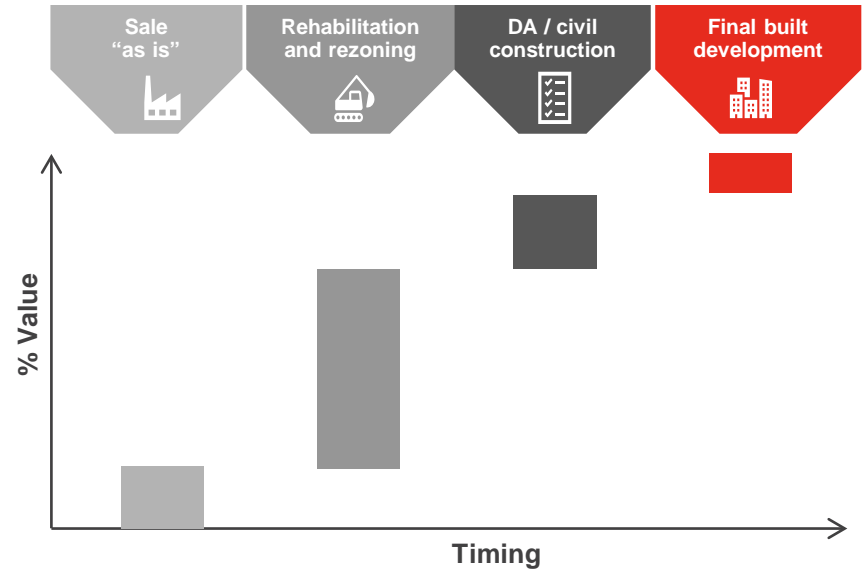 Sale
“as is”
Rehabilitation
and rezoning
DA / civil
construction
Final built
development
% Value
Timing